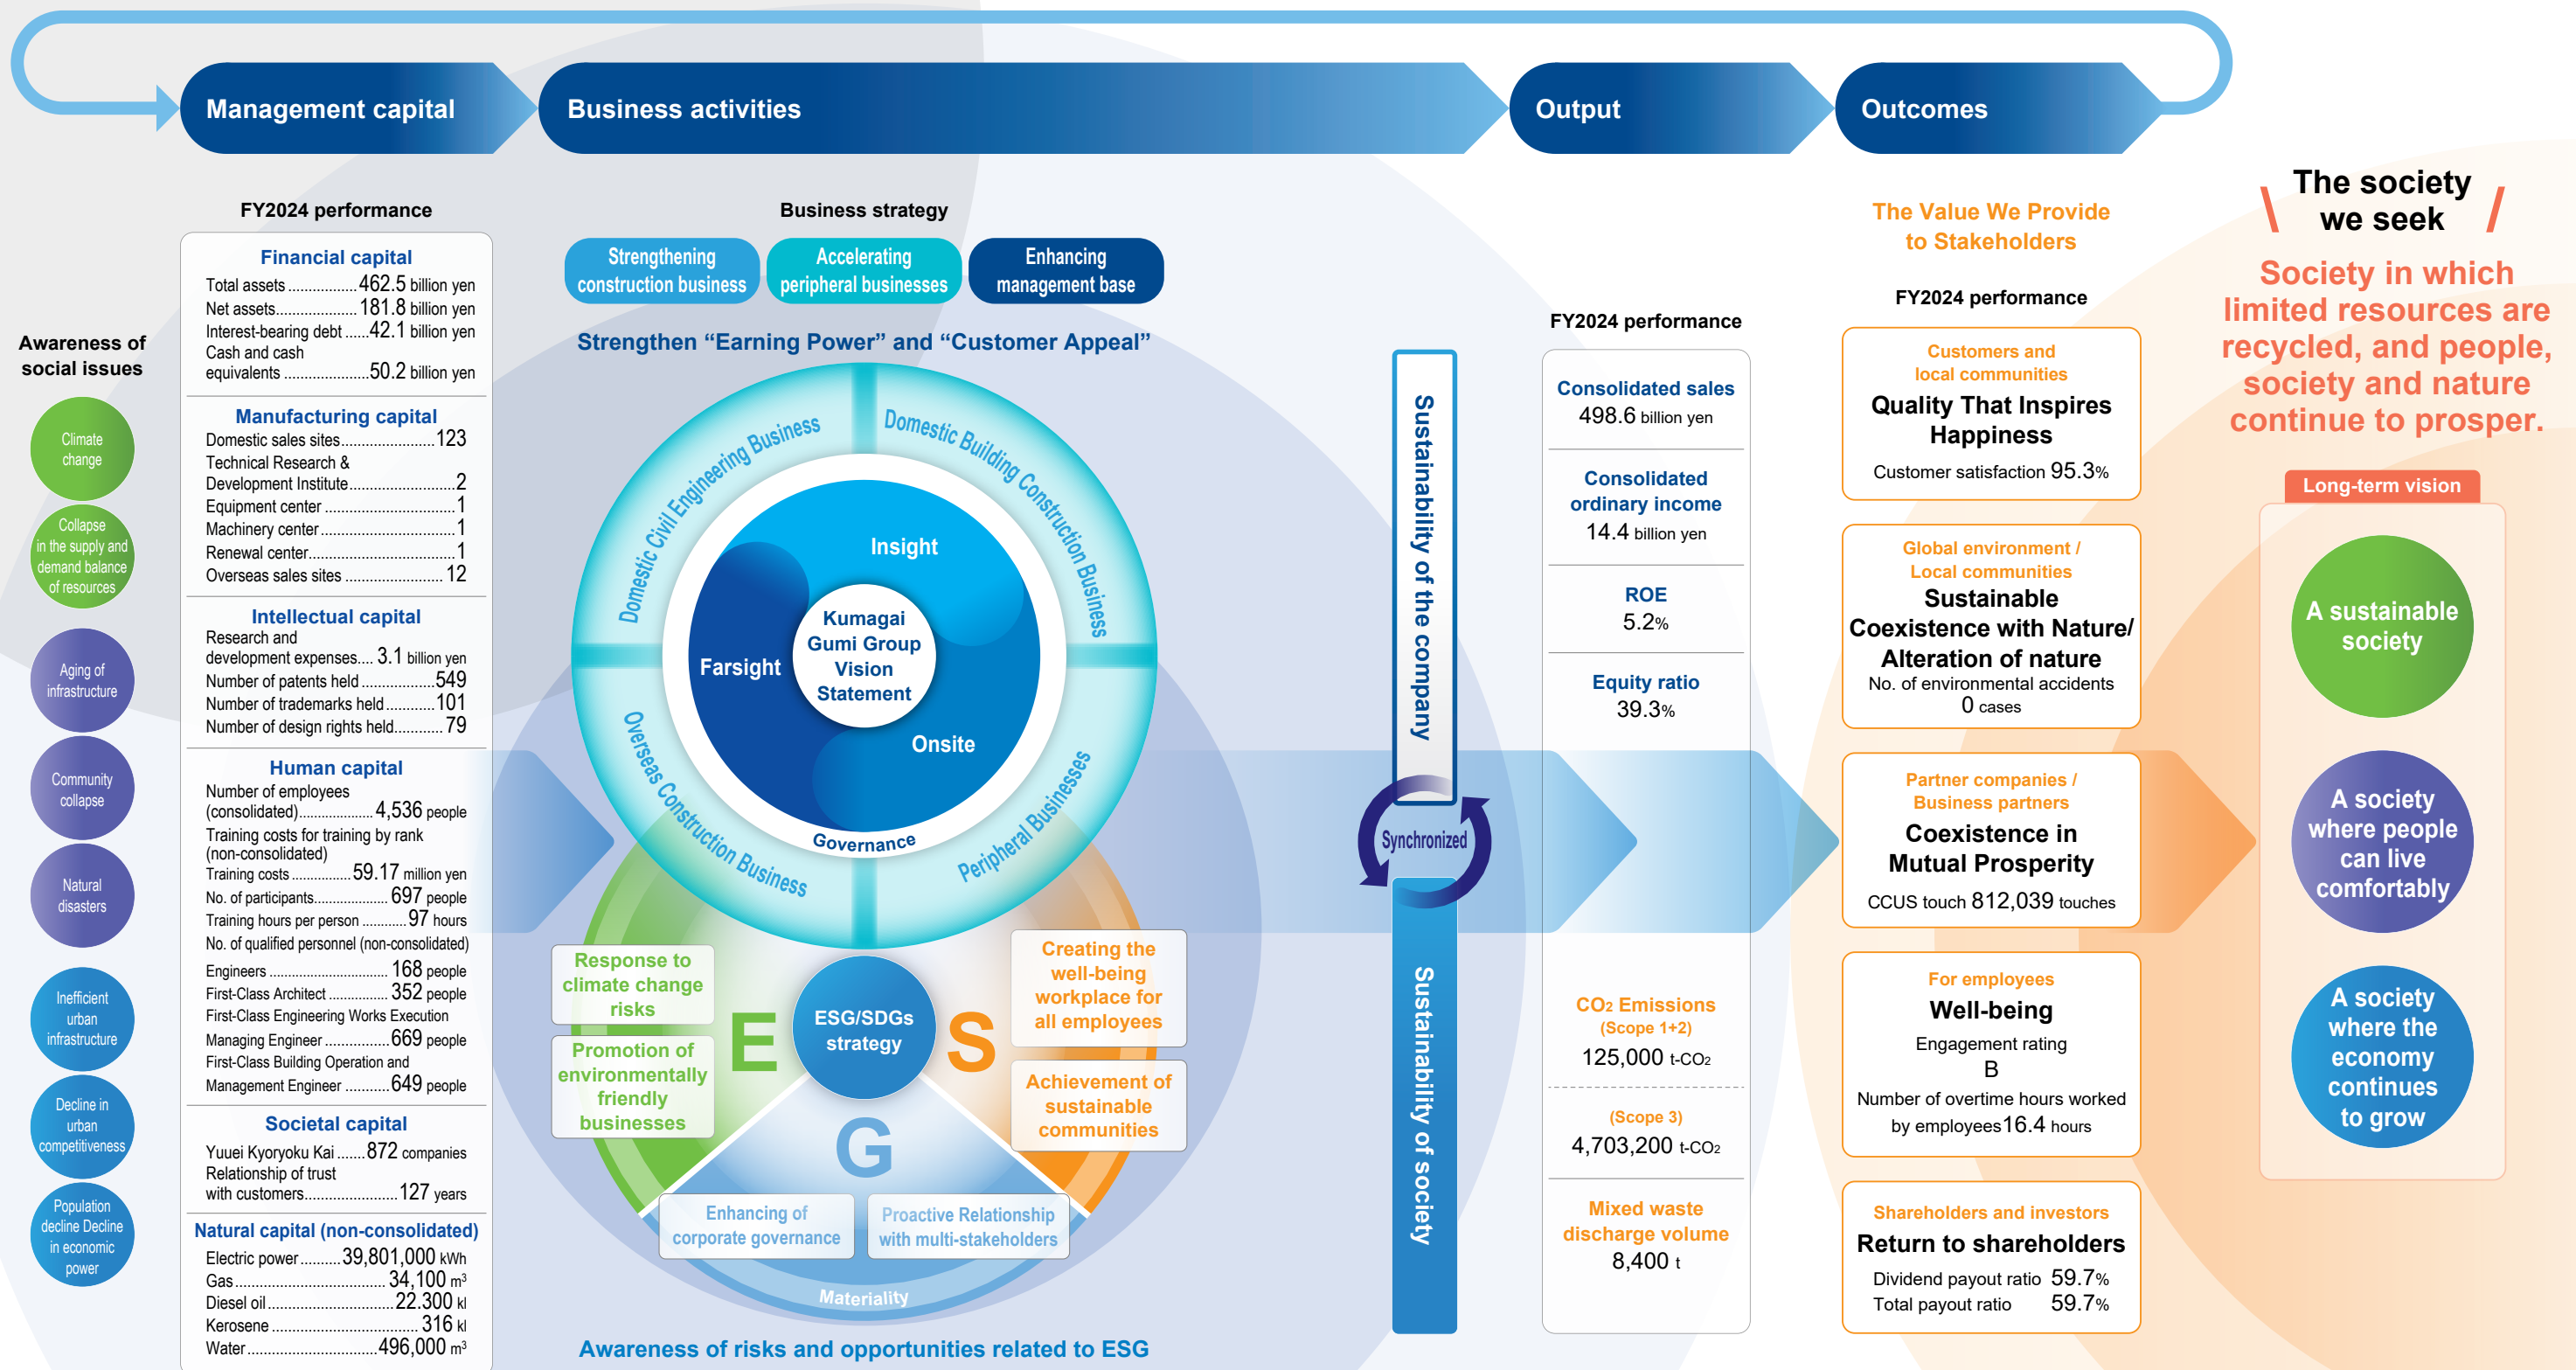 Management capital
Business activities
Output
Outcomes
Awareness of
social issues
Climate
change
Collapse
in the supply and
demand balance
of resources
Aging of
infrastructure
Community
collapse
Natural
disasters
Inefficient
urban
infrastructure
Decline in
urban
competitiveness
Population
decline Decline
in economic
power
FY2024 performance
Financial capital
Total assets ................. 462.5 billion yen
Net assets.................... 181.8 billion yen
Interest-bearing debt ...... 42.1 billion yen
Cash and cash
equivalents .................... 50.2 billion yen
Manufacturing capital
Domestic sales sites....................... 123
Technical Research &
Development Institute.......................... 2
Equipment center ................................ 1
Machinery center ................................. 1
Renewal center.................................... 1
Overseas sales sites ........................ 12
Intellectual capital
Research and
development expenses.... 3.1 billion yen
Number of patents held .................. 549
Number of trademarks held............ 101
Number of design rights held............ 79
Human capital
Number of employees
(consolidated)................... 4,536 people
Training costs for training by rank
(non-consolidated)
Training costs ............... 59.17 million yen
No. of participants................... 697 people
Training hours per person ............ 97 hours
No. of qualified personnel (non-consolidated)
Engineers .............................. 168 people
First-Class Architect ............... 352 people
First-Class Engineering Works Execution
Managing Engineer ................ 669 people
First-Class Building Operation and
Management Engineer ........... 649 people
Societal capital
Yuuei Kyoryoku Kai ....... 872 companies
Relationship of trust
with customers........................ 127 years
Natural capital (non-consolidated)
Electric power .......... 39,801,000 kWh
Gas ...................................... 34,100 m³
Diesel oil ................................ 22.300 kl
Kerosene ..................................... 316 kl
Water ................................. 496,000 m³
Business strategy
Strengthening
construction business
Accelerating
peripheral businesses
Enhancing
management base
Strengthen “Earning Power” and “Customer Appeal”
Domestic Civil Engineering Business
Domestic Building Construction Business
Overseas Construction Business
Peripheral Businesses
Insight
Farsight
Onsite
Kumagai
Gumi Group
Vision
Statement
Governance
Response to
climate change
risks
Promotion of
environmentally
friendly
businesses
E
ESG/SDGs
strategy
S
Creating the
well-being
workplace for
all employees
Achievement of
sustainable
communities
G
Enhancing of
corporate governance
Proactive Relationship
with multi-stakeholders
Materiality
Awareness of risks and opportunities related to ESG
Sustainability of the company
Synchronized
Sustainability of society
FY2024 performance
Consolidated sales
498.6 billion yen
Consolidated
ordinary income
14.4 billion yen
ROE
5.2%
Equity ratio
39.3%
CO₂ Emissions
(Scope 1+2)
125,000 t-CO₂
(Scope 3)
4,703,200 t-CO₂
Mixed waste
discharge volume
8,400 t
The Value We Provide
to Stakeholders
FY2024 performance
Customers and
local communities
Quality That Inspires
Happiness
Customer satisfaction 95.3%
Global environment /
Local communities
Sustainable
Coexistence with Nature/
Alteration of nature
No. of environmental accidents
0 cases
Partner companies /
Business partners
Coexistence in
Mutual Prosperity
CCUS touch 812,039 touches
For employees
Well-being
Engagement rating
B
Number of overtime hours worked
by employees16.4 hours
Shareholders and investors
Return to shareholders
Dividend payout ratio 59.7%
Total payout ratio 59.7%
\ The society /
we seek
Society in which
limited resources are
recycled, and people,
society and nature
continue to prosper.
Long-term vision
A sustainable
society
A society
where people
can live
comfortably
A society
where the
economy
continues
to grow